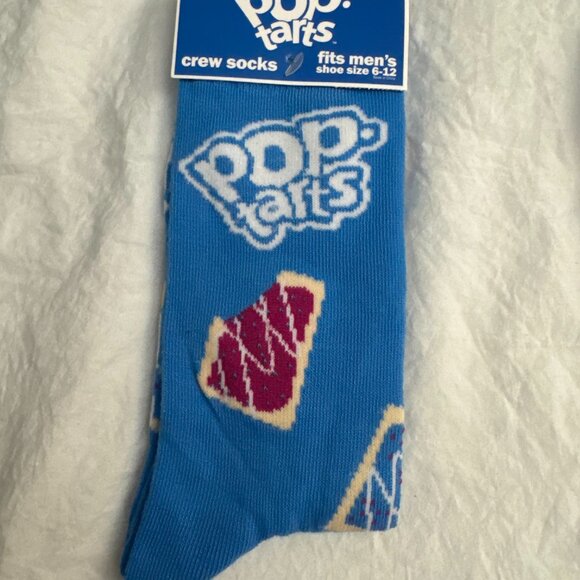 pop.
tarts
crew socks fits men's
shoe size 6-12
pop.
tarts